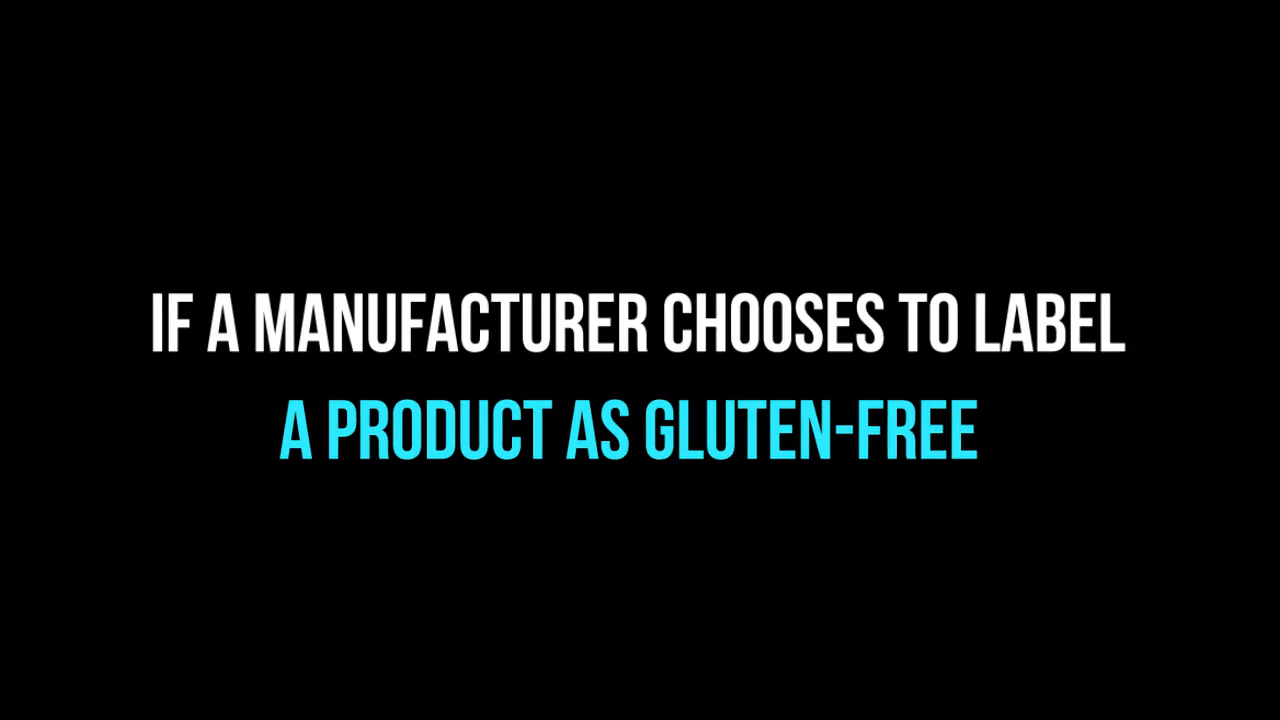 IF A MANUFACTURER CHOOSES TO LABEL
A PRODUCT AS GLUTEN-FREE